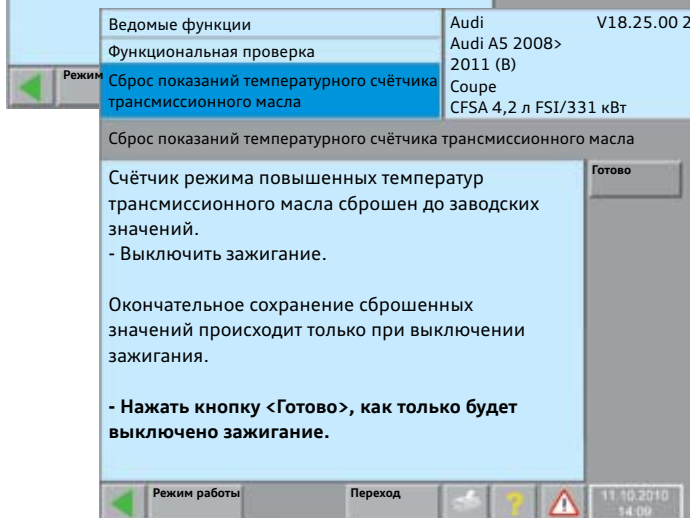 Ведомые функции
Функциональная проверка
Сброс показаний температурного счётчика
трансмиссионного масла
Audi V18.25.00 2
Audi A5 2008>
2011 (B)
Coupe
CFSA 4,2 л FSI/331 кВт
Режим
Сброс показаний температурного счётчика трансмиссионного масла
Готово
Счётчик режима повышенных температур
трансмиссионного масла сброшен до заводских
значений.
- Выключить зажигание.
Окончательное сохранение сброшенных
значений происходит только при выключении
зажигания.
- Нажать кнопку <Готово>, как только будет
выключено зажигание.
Режим работы
Переход
?
11.10.2010
14:09